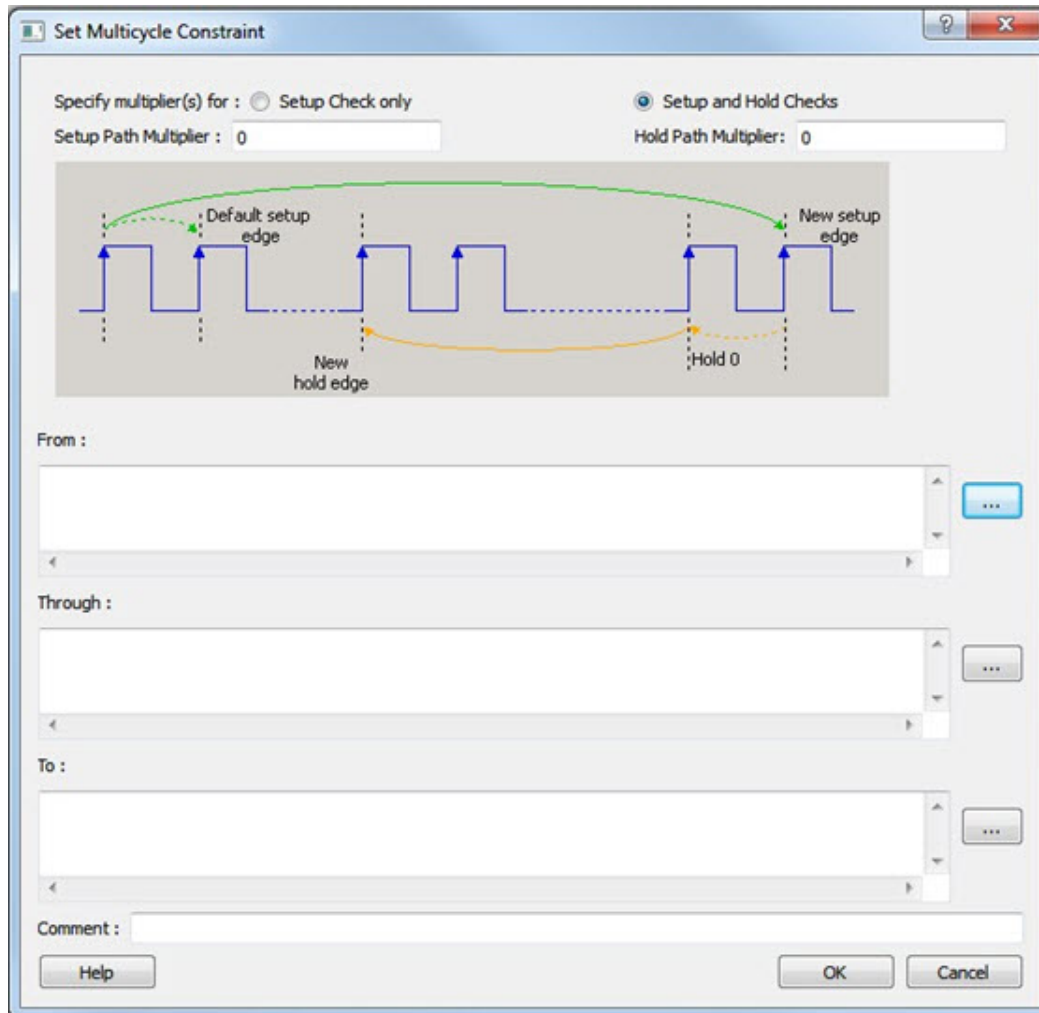 Set Multicycle Constraint
?
Specify multiplier(s) for : Setup Check only
Setup and Hold Checks
Setup Path Multiplier : 0
Hold Path Multiplier: 0
Default setup
edge
New setup
edge
New
hold edge
Hold 0
From :
...
Through :
...
To :
...
Comment :
Help
OK
Cancel